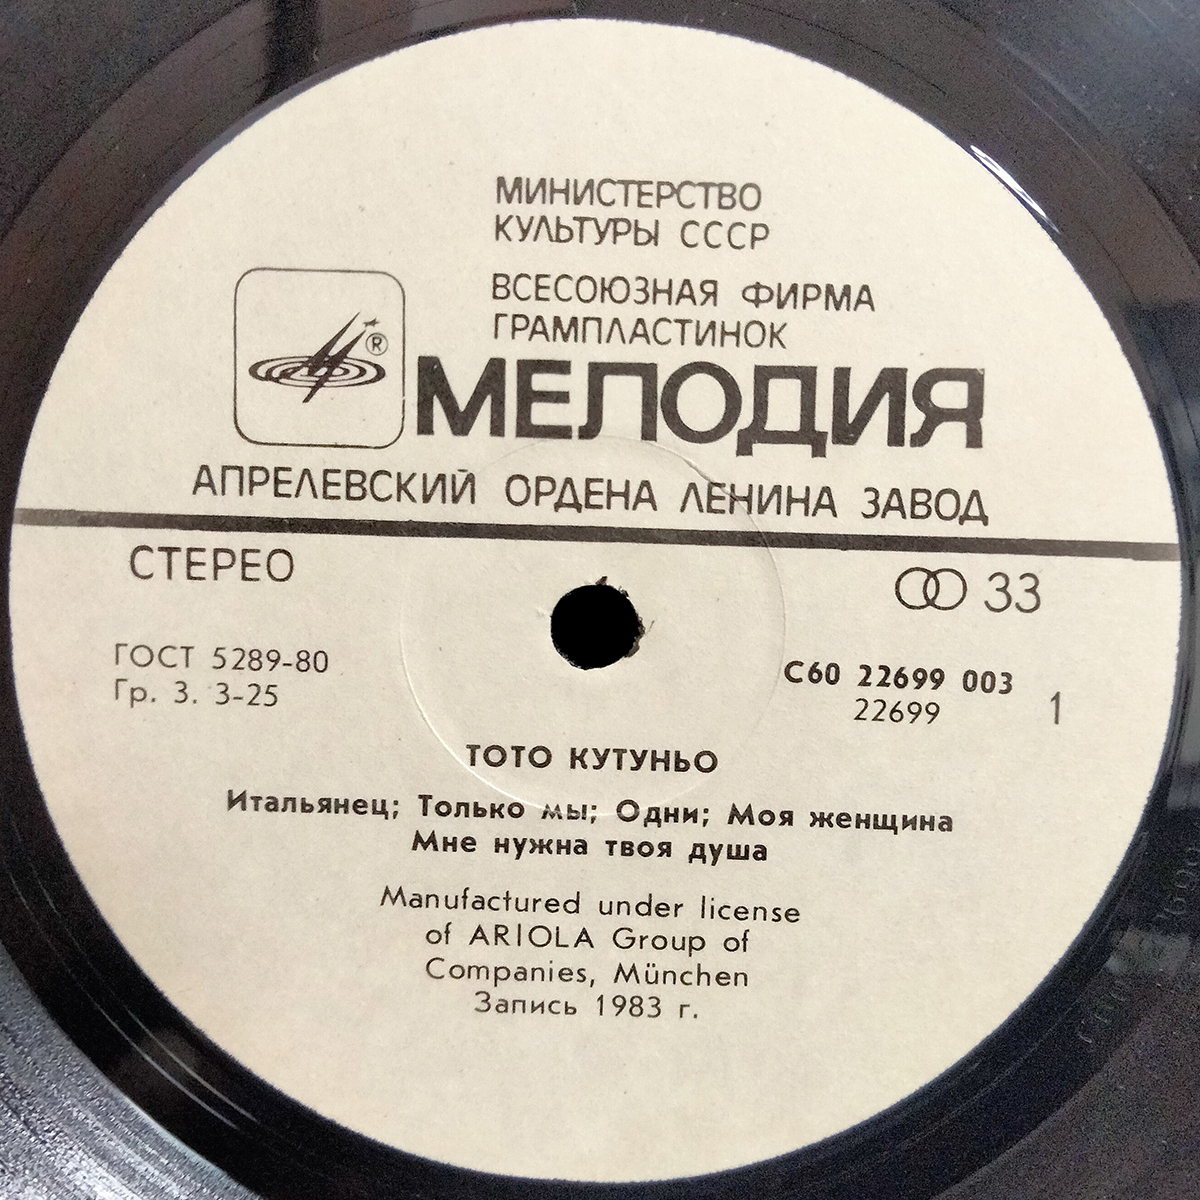 МИНИСТЕРСТВО
КУЛЬТУРЫ СССР
ВСЕСОЮЗНАЯ ФИРМА
ГРАМПЛАСТИНОК
®
МЕЛОДИЯ
АПРЕЛЕВСКИЙ ОРДЕНА ЛЕНИНА ЗАВОД
СТЕРЕО
33
ГОСТ 5289-80
Гр. 3. 3-25
С60 22699 003
22699
1
ТОТО КУТУНЬО
Итальянец; Только мы; Одни; Моя женщина
Мне нужна твоя душа
Manufactured under license
of ARIOLA Group of
Companies, München
Запись 1983 г.